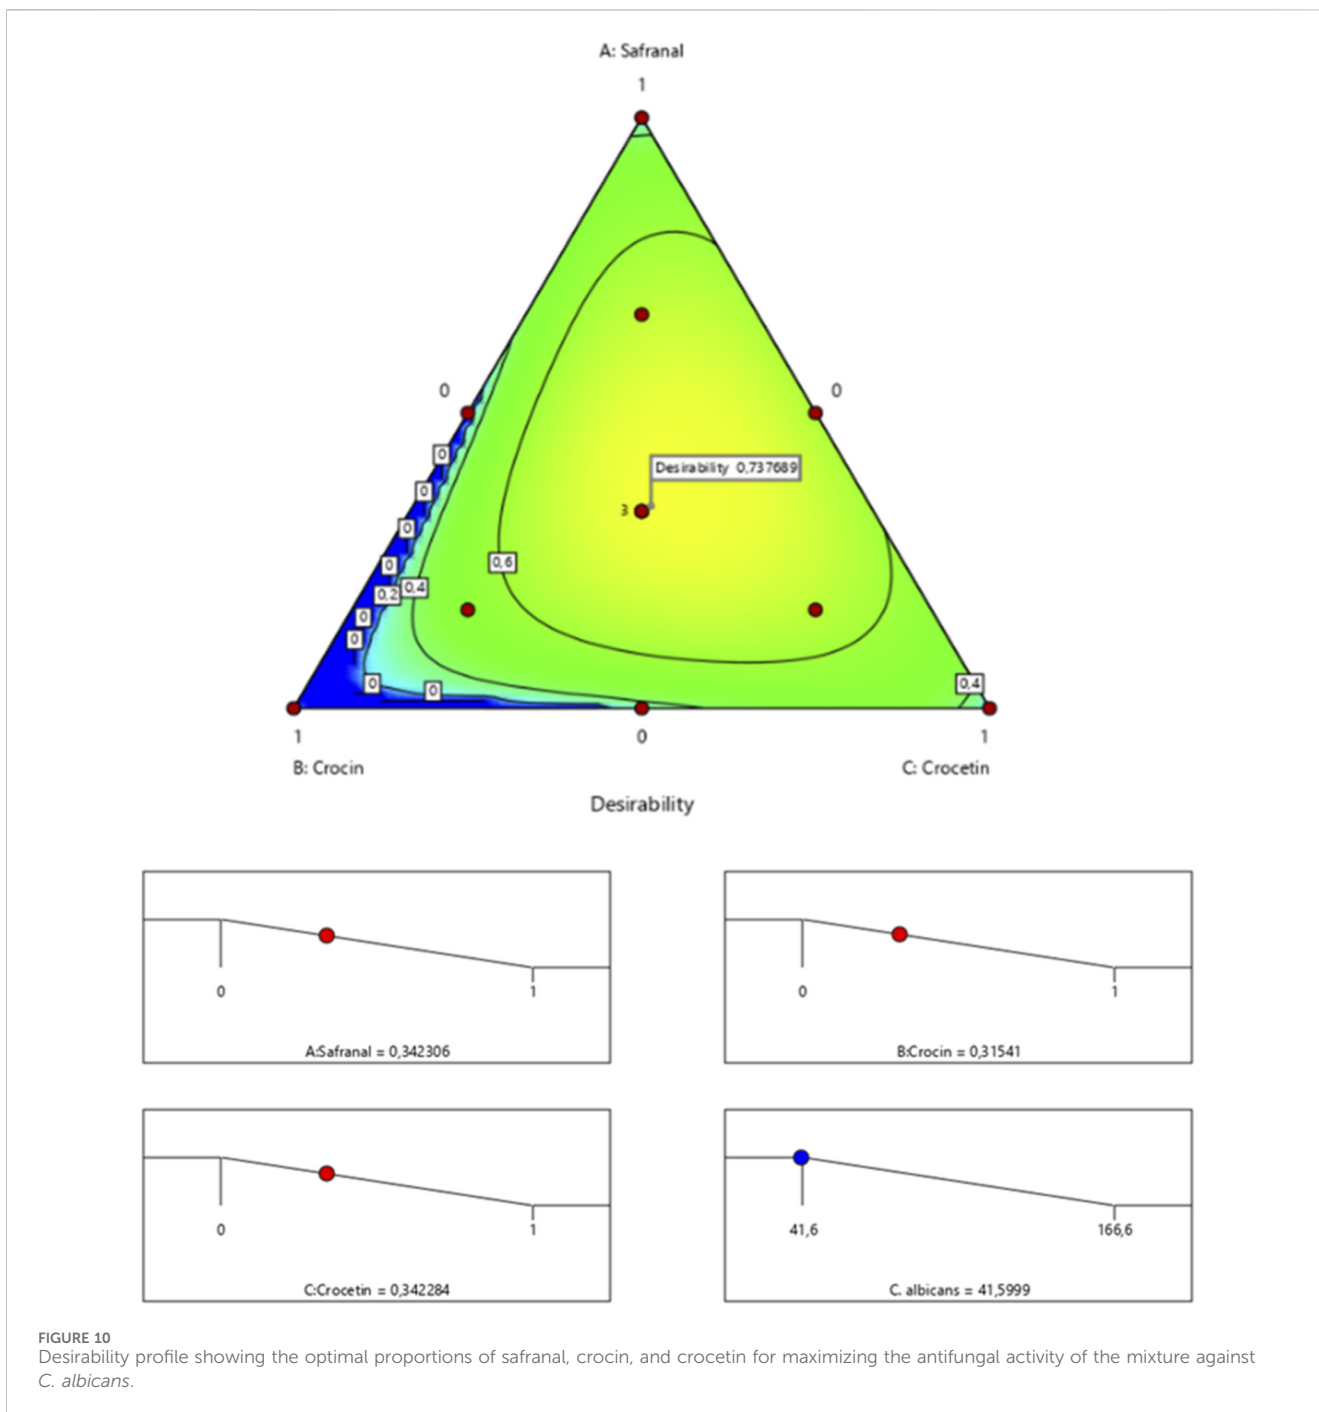 A: Safranal
1
0
0
0
0
Desirability 0,737689
0
3
0
0,6
0
0,4
0,2
0
0
0
0
0,4
1
0
1
B: Crocin
C: Crocetin
Desirability
0
1
A:Safranal = 0,342306
0
1
B:Crocin = 0,31541
0
1
C:Crocetin = 0,342284
41,6
166,6
C. albicans = 41,5999
FIGURE 10
Desirability profile showing the optimal proportions of safranal, crocin, and crocetin for maximizing the antifungal activity of the mixture against
C. albicans.